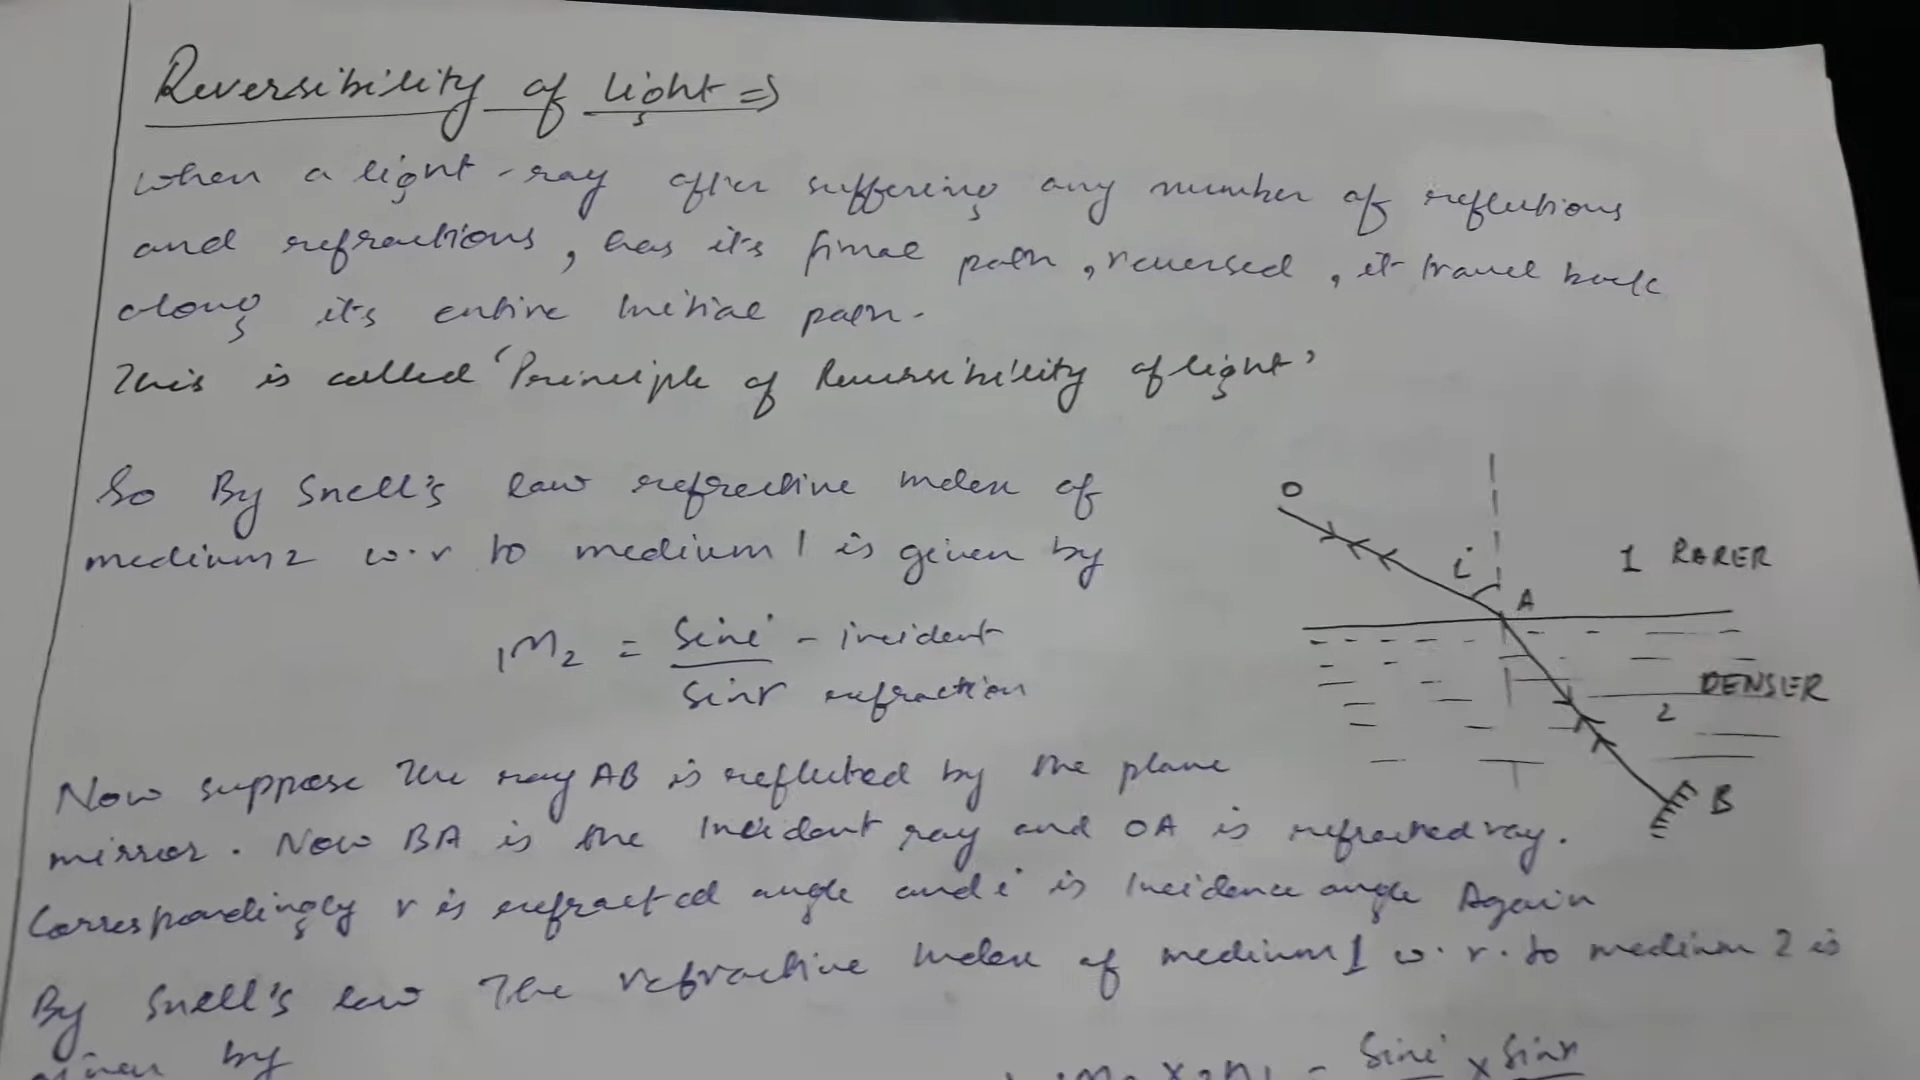 Reversibility of light ⇒
When a light-ray after suffering any number of reflections
and refractions, has its final path, reversed, it travel back
along its entire Initial path.
This is called 'Principle of Reversibility of light'
So By Snell's law refrective index of
medium 2 w.r to medium 1 is given by
₁n₂ = Sin i - incident
Sin r refraction
O
i
A
1 RARER
DENSER
2
B
Now suppose The ray AB is reflected by the plane
mirror. Now BA is the Incident ray and OA is refracted ray.
Correspondingly r is refracted angle and i is Incidence angle Again
By Snell's law The refractive Index of medium 1 w.r.to medium 2 is
given by
Sin i × Sin r